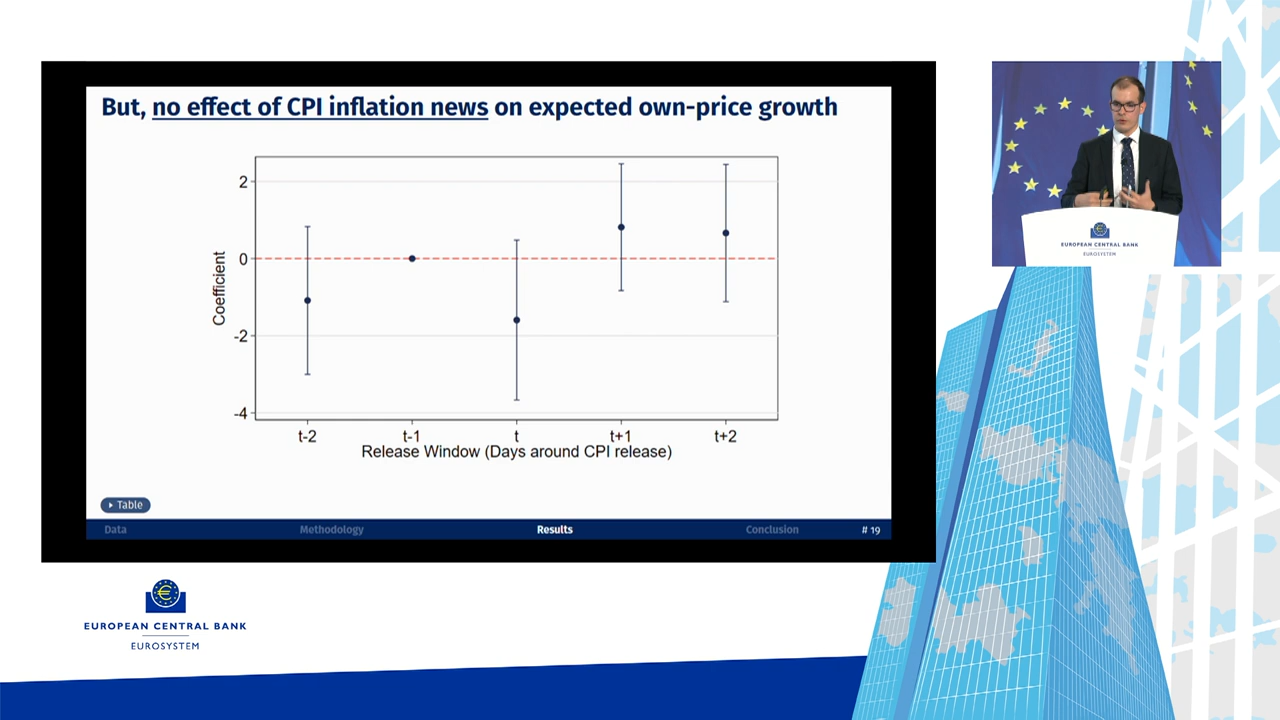 But, no effect of CPI inflation news on expected own-price growth
2
0
-2
-4
Coefficient
t-2 t-1 t t+1 t+2
Release Window (Days around CPI release)
Table
Data Methodology Results Conclusion # 19
EUROPEAN CENTRAL BANK
EUROSYSTEM
EUROPEAN CENTRAL BANK
EUROSYSTEM